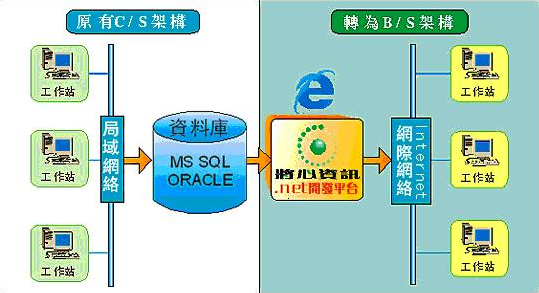 原有C/S架構
轉為B/S架構
工作站
工作站
工作站
局域網絡
資料庫
MS SQL
ORACLE
將心資訊
.net開發平台
Internet
網際網絡
工作站
工作站
工作站